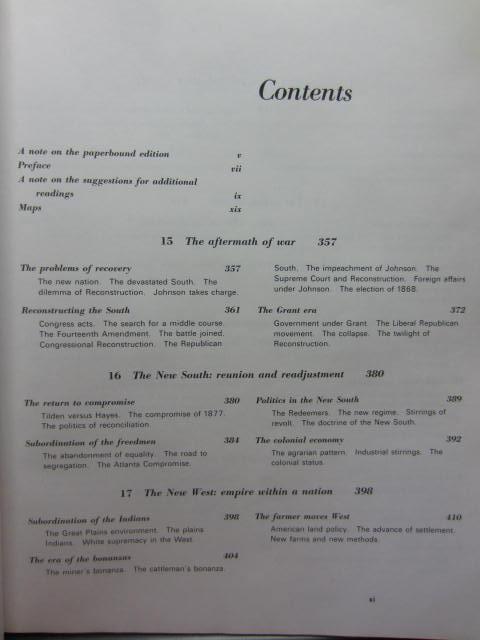 Contents
A note on the paperbound edition v
Preface vii
A note on the suggestions for additional
readings ix
Maps xix
15 The aftermath of war 357
The problems of recovery 357
The new nation. The devastated South. The
dilemma of Reconstruction. Johnson takes charge.
Reconstructing the South 361
Congress acts. The search for a middle course.
The Fourteenth Amendment. The battle joined.
Congressional Reconstruction. The Republican
South. The impeachment of Johnson. The
Supreme Court and Reconstruction. Foreign affairs
under Johnson. The election of 1868.
The Grant era 372
Government under Grant. The Liberal Republican
movement. The collapse. The twilight of
Reconstruction.
16 The New South: reunion and readjustment 380
The return to compromise 380
Tilden versus Hayes. The compromise of 1877.
The politics of reconciliation.
Subordination of the freedmen 384
The abandonment of equality. The road to
segregation. The Atlanta Compromise.
Politics in the New South 389
The Redeemers. The new regime. Stirrings of
revolt. The doctrine of the New South.
The colonial economy 392
The agrarian pattern. Industrial stirrings. The
colonial status.
17 The New West: empire within a nation 398
Subordination of the Indians 398
The Great Plains environment. The plains
Indians. White supremacy in the West.
The era of the bonanzas 404
The miner's bonanza. The cattleman's bonanza.
The farmer moves West 410
American land policy. The advance of settlement.
New farms and new methods.
xi